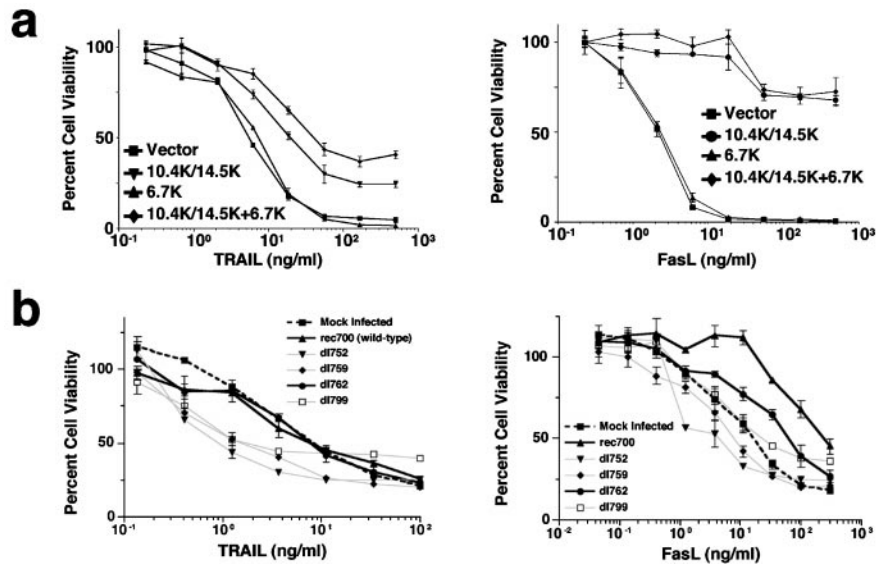 a
100
50
0
Percent Cell Viability
Vector
10.4K/14.5K
6.7K
10.4K/14.5K+6.7K
10-1 100 101 102 103
TRAIL (ng/ml)
100
50
0
Percent Cell Viability
Vector
10.4K/14.5K
6.7K
10.4K/14.5K+6.7K
10-1 100 101 102 103
FasL (ng/ml)
b
100
50
0
Percent Cell Viability
Mock Infected
rec700 (wild-type)
dl752
dl759
dl762
dl799
10-1 100 101 102
TRAIL (ng/ml)
100
50
0
Percent Cell Viability
Mock Infected
rec700
dl752
dl759
dl762
dl799
10-2 10-1 100 101 102 103
FasL (ng/ml)